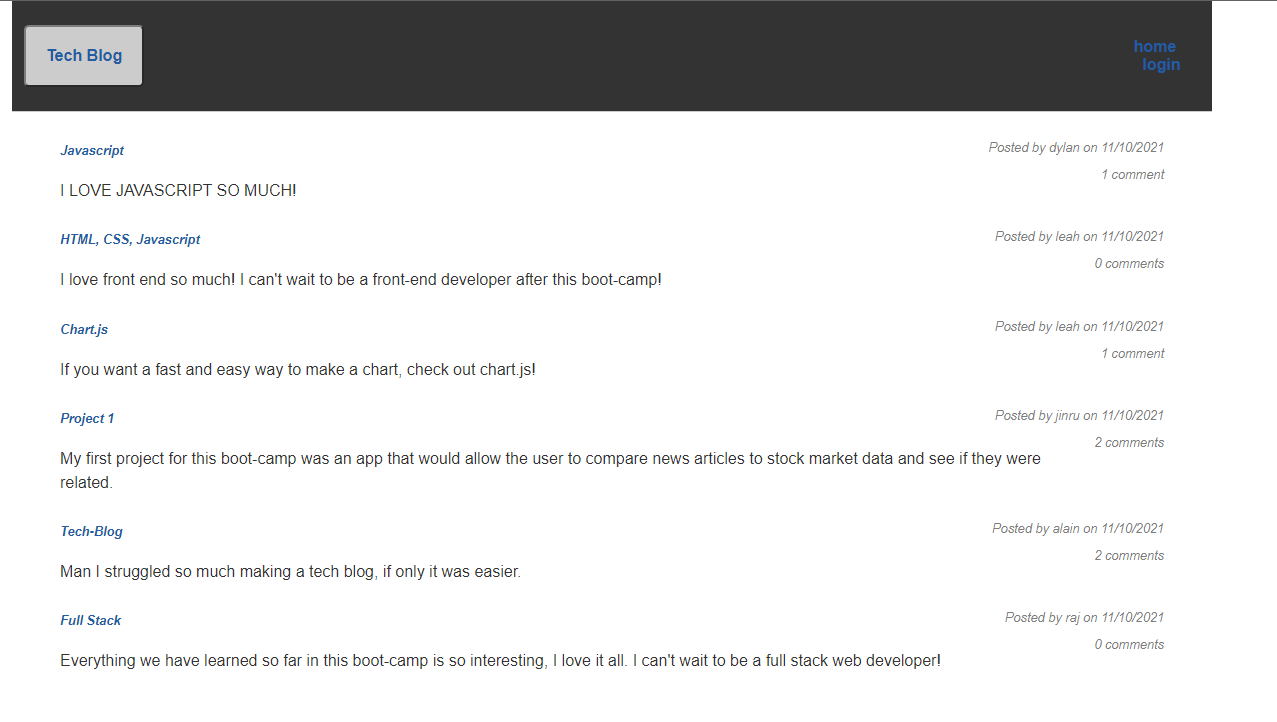 Tech Blog
home
login
Javascript
Posted by dylan on 11/10/2021
1 comment
I LOVE JAVASCRIPT SO MUCH!
HTML, CSS, Javascript
Posted by leah on 11/10/2021
0 comments
I love front end so much! I can't wait to be a front-end developer after this boot-camp!
Chart.js
Posted by leah on 11/10/2021
1 comment
If you want a fast and easy way to make a chart, check out chart.js!
Project 1
Posted by jinru on 11/10/2021
2 comments
My first project for this boot-camp was an app that would allow the user to compare news articles to stock market data and see if they were
related.
Tech-Blog
Posted by alain on 11/10/2021
2 comments
Man I struggled so much making a tech blog, if only it was easier.
Full Stack
Posted by raj on 11/10/2021
0 comments
Everything we have learned so far in this boot-camp is so interesting, I love it all. I can't wait to be a full stack web developer!